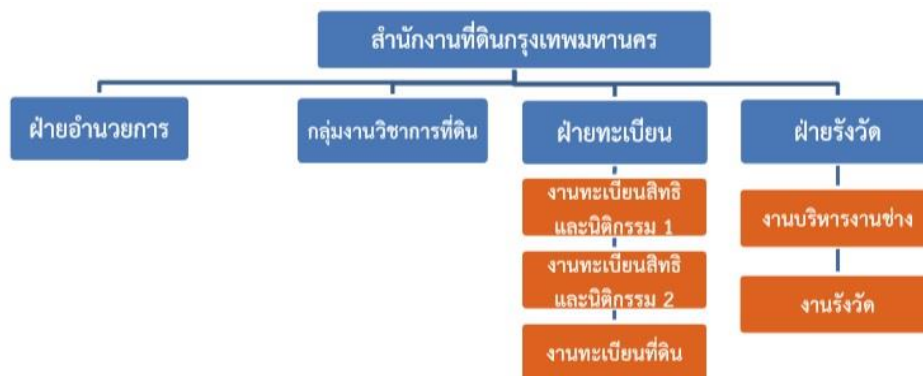 สำนักงานที่ดินกรุงเทพมหานคร
ฝ่ายอำนวยการ
กลุ่มงานวิชาการที่ดิน
ฝ่ายทะเบียน
ฝ่ายรังวัด
งานทะเบียนสิทธิ
และนิติกรรม 1
งานทะเบียนสิทธิ
และนิติกรรม 2
งานทะเบียนที่ดิน
งานบริหารงานช่าง
งานรังวัด